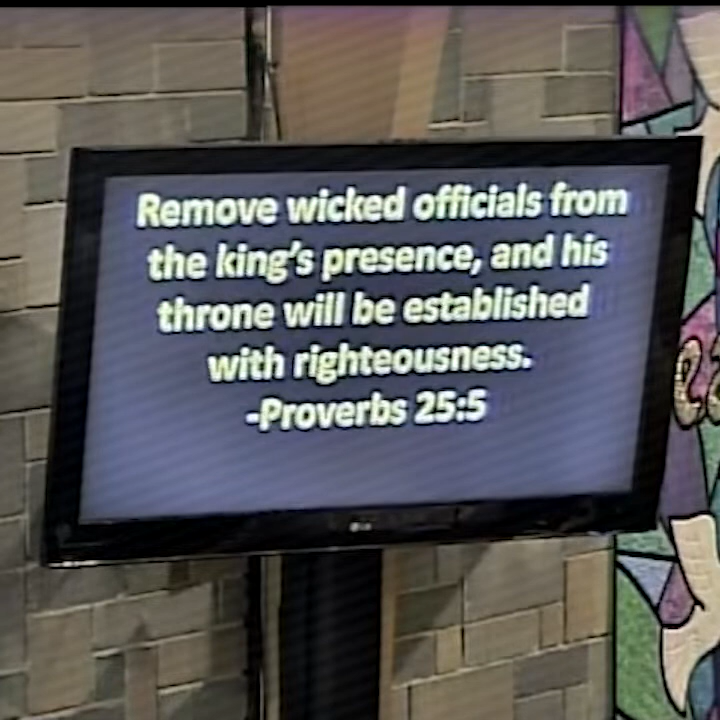 Remove wicked officials from
the king's presence, and his
throne will be established
with righteousness.
-Proverbs 25:5